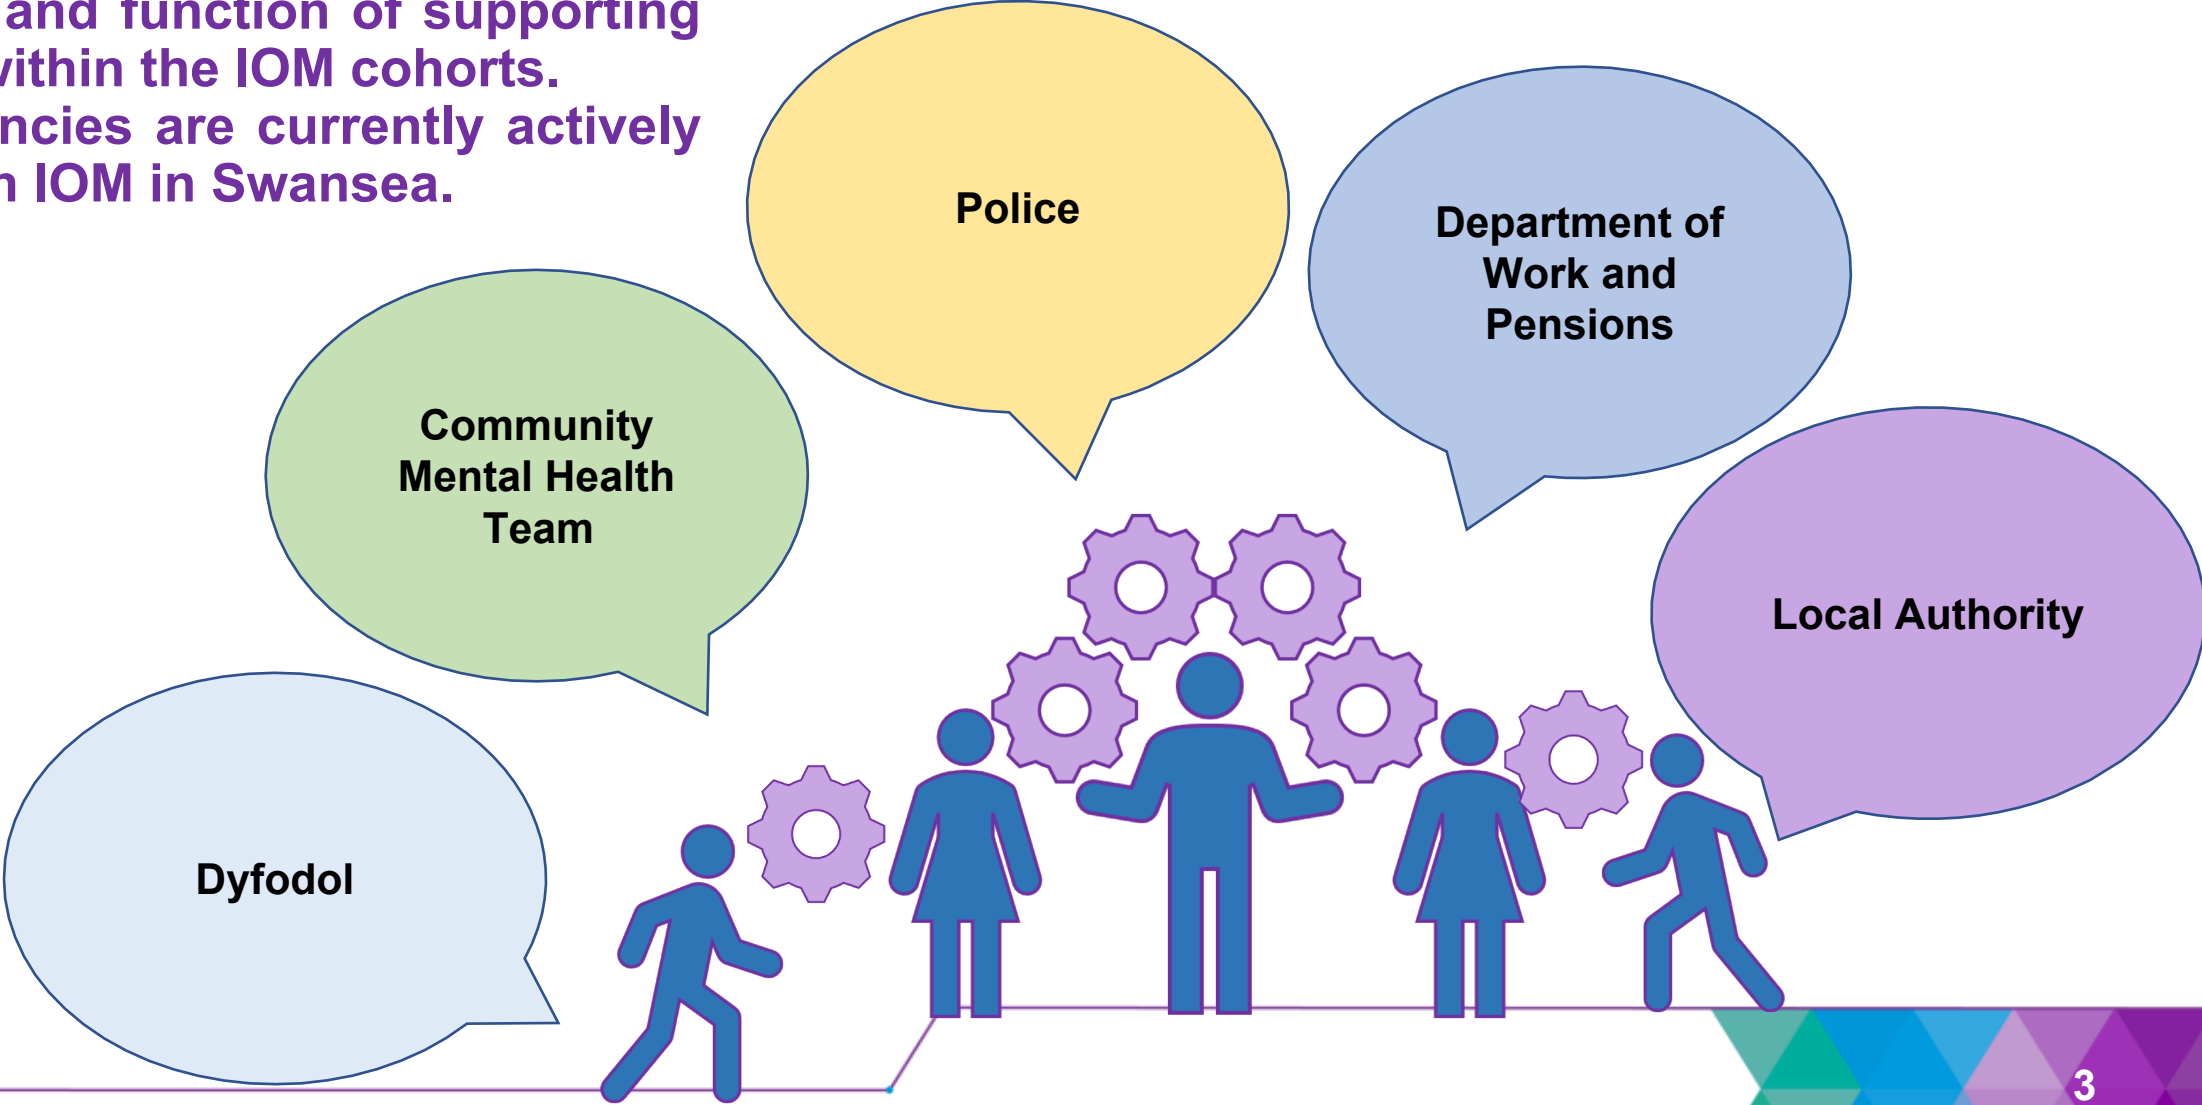 and function of supporting
within the IOM cohorts.
encies are currently actively
n IOM in Swansea.
Police
Department of
Work and
Pensions
Community
Mental Health
Team
Local Authority
Dyfodol
3